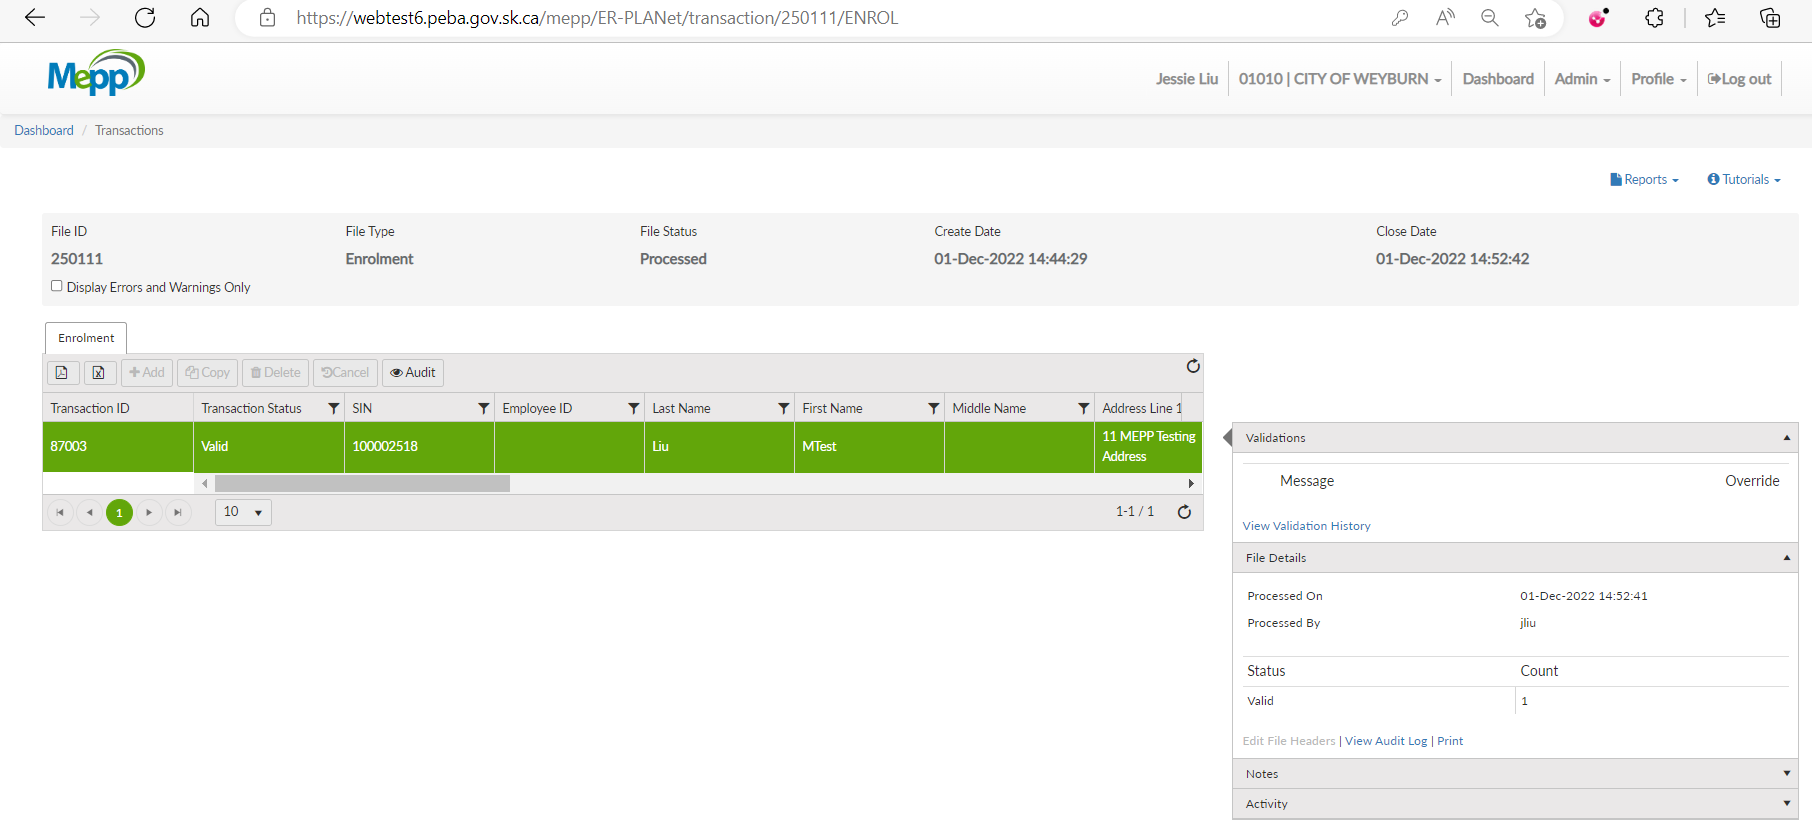 https://webtest6.peba.gov.sk.ca/mepp/ER-PLANet/transaction/250111/ENROL
Mepp
Jessie Liu 01010 | CITY OF WEYBURN Dashboard Admin Profile Log out
Dashboard / Transactions
Reports Tutorials
File ID File Type File Status Create Date Close Date
250111 Enrolment Processed 01-Dec-2022 14:44:29 01-Dec-2022 14:52:42
Display Errors and Warnings Only
Enrolment
Add Copy Delete Cancel Audit
Transaction ID Transaction Status SIN Employee ID Last Name First Name Middle Name Address Line 1
87003 Valid 100002518 Liu MTest 11 MEPP Testing
Address
1 10 1-1 / 1
Validations
Message Override
View Validation History
File Details
Processed On 01-Dec-2022 14:52:41
Processed By jliu
Status Count
Valid 1
Edit File Headers | View Audit Log | Print
Notes
Activity